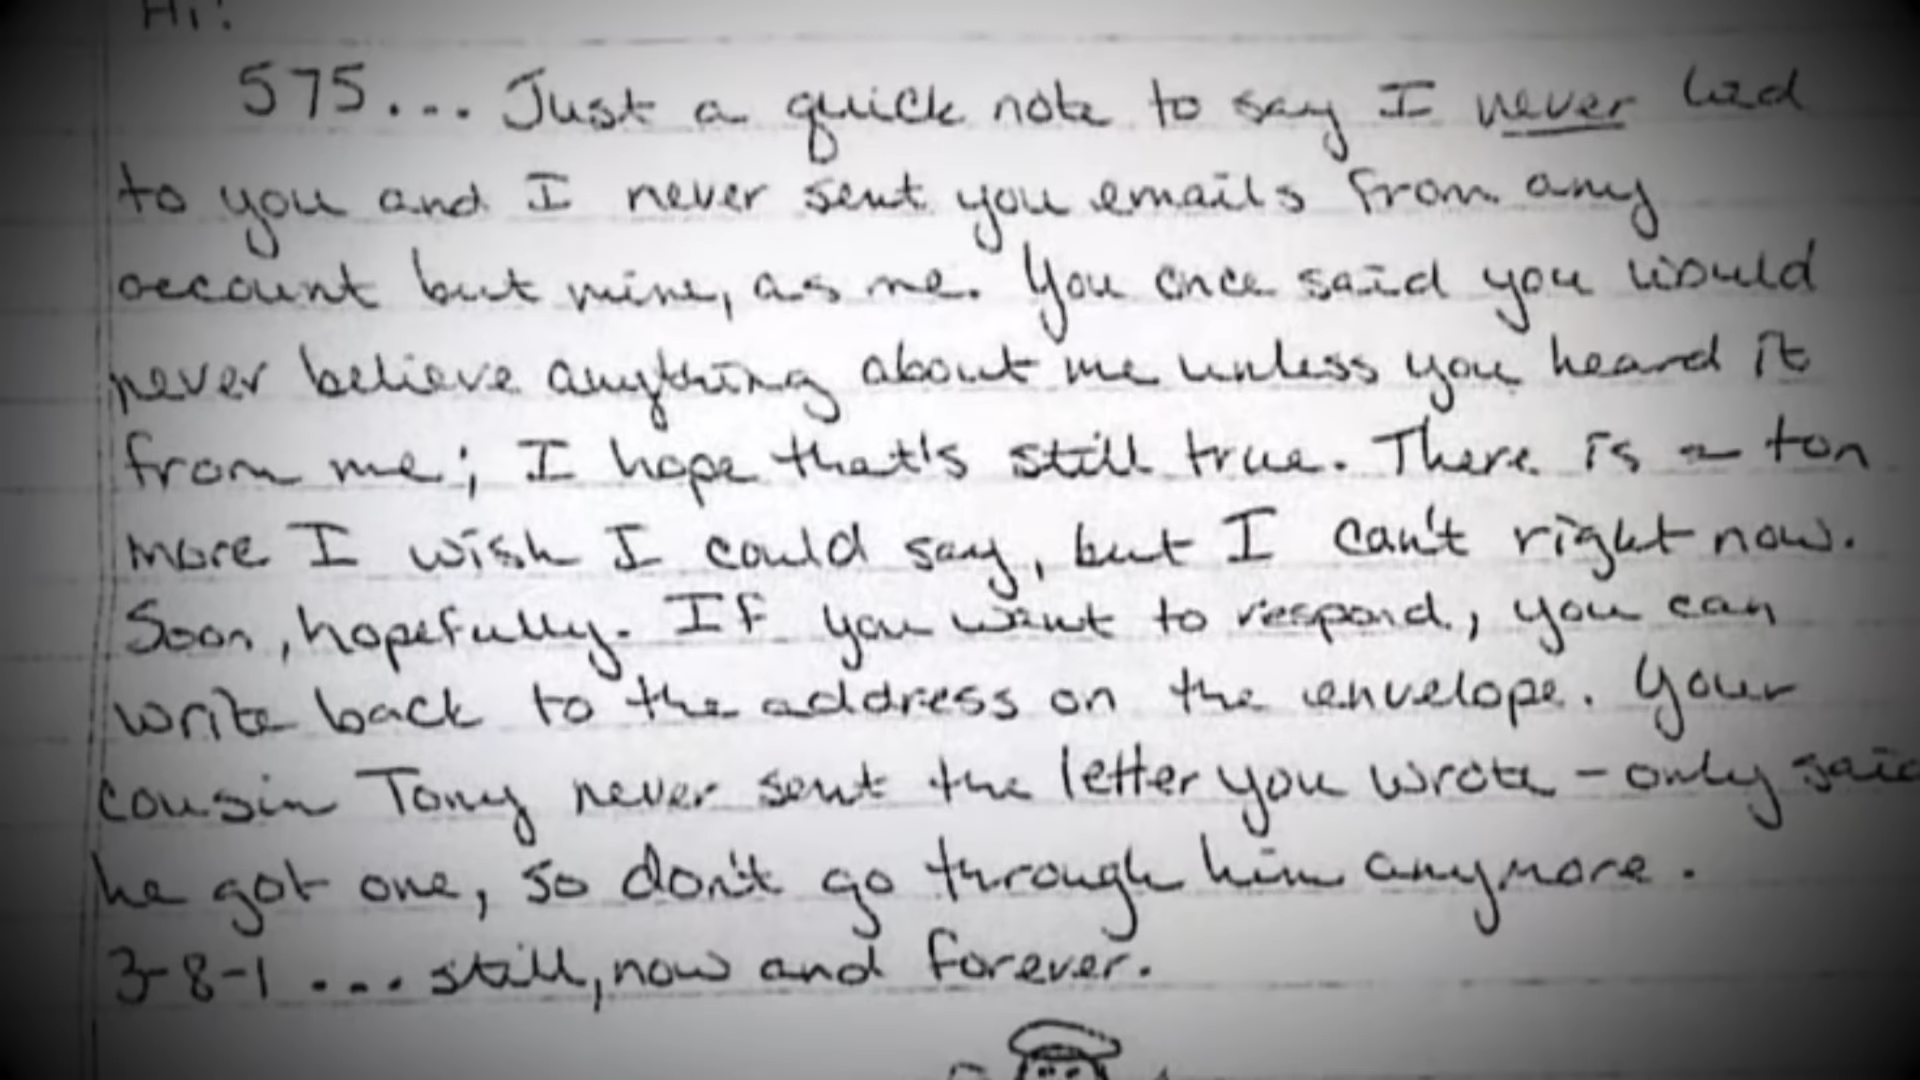 Hi!
575... Just a quick note to say I never lied
to you and I never sent you emails from any
account but mine, as me. You once said you would
never believe anything about me unless you heard it
from me; I hope that's still true. There is a ton
more I wish I could say, but I can't right now.
Soon, hopefully. If you want to respond, you can
write back to the address on the envelope. Your
cousin Tony never sent the letter you wrote - only said
he got one, so don't go through him anymore.
3-8-1 ... still, now and forever.